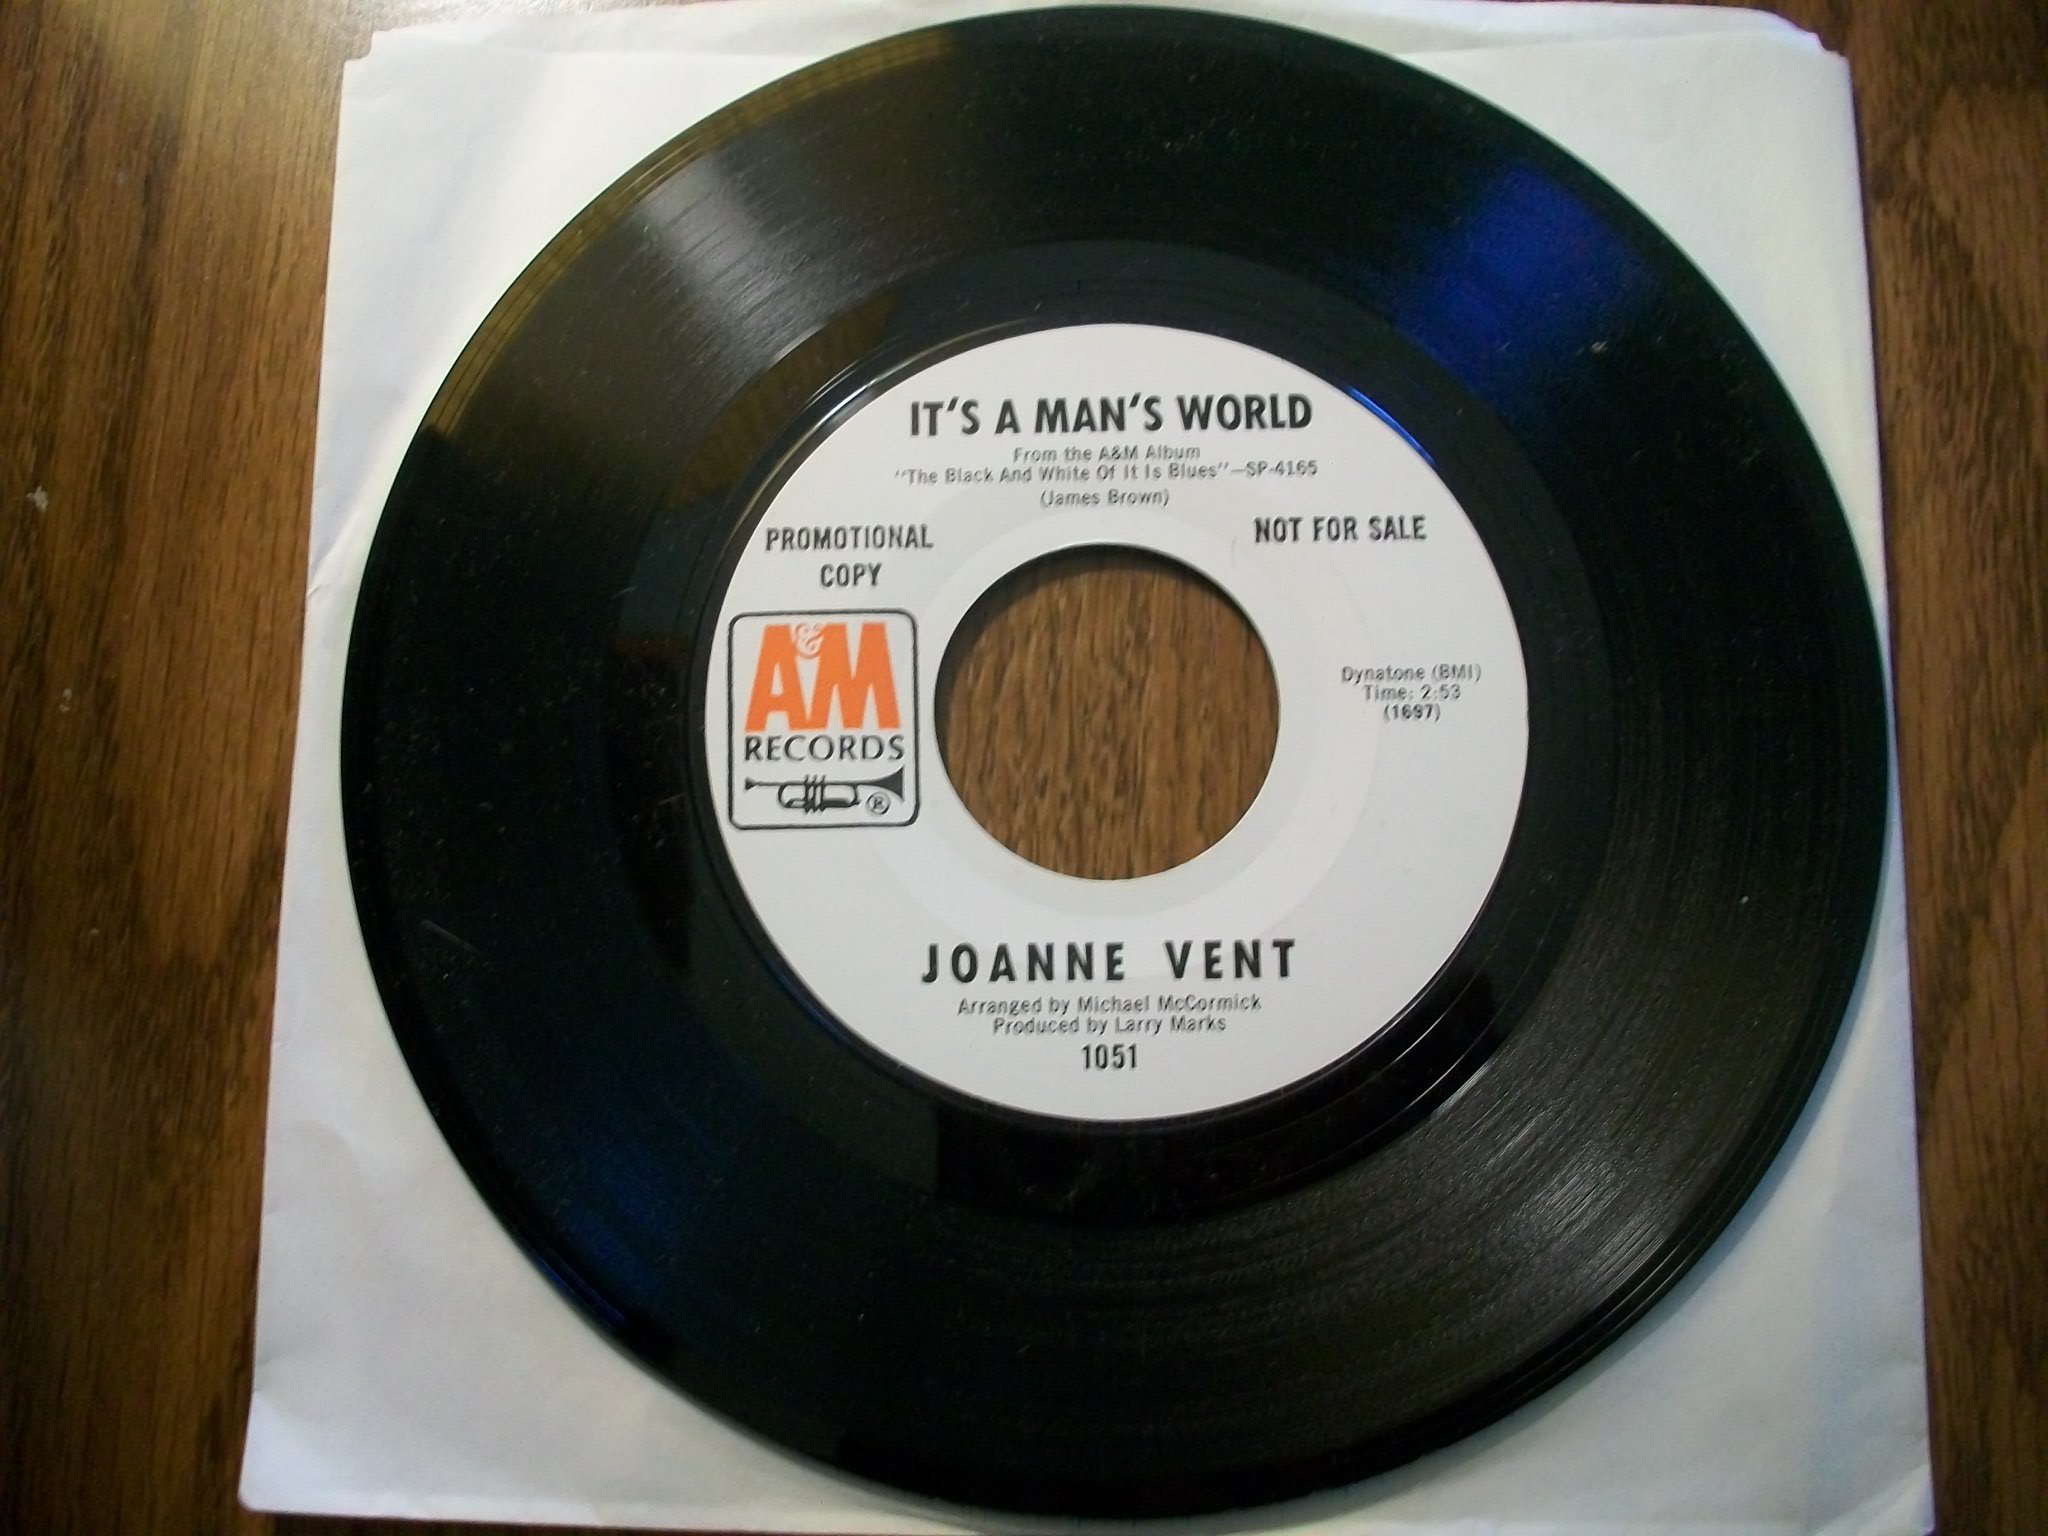 IT'S A MAN'S WORLD
From the A&M Album
"The Black And White Of It Is Blues"—SP-4165
(James Brown)
PROMOTIONAL
COPY
NOT FOR SALE
A&M
RECORDS
®
Dynatone (BMI)
Time: 2:53
(1697)
JOANNE VENT
Arranged by Michael McCormick
Produced by Larry Marks
1051